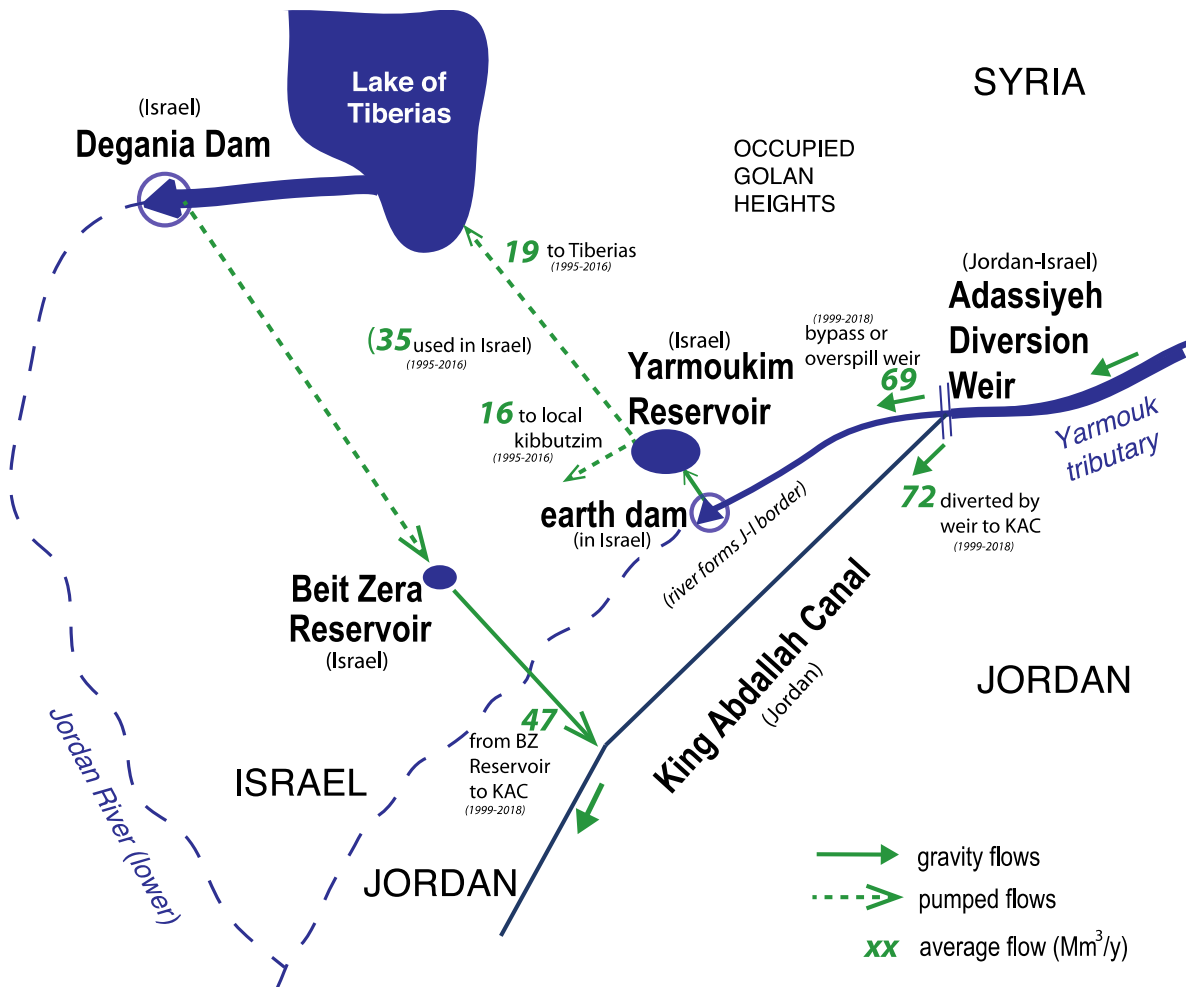 Lake of
Tiberias
SYRIA
(Israel)
Degania Dam
OCCUPIED
GOLAN
HEIGHTS
19 to Tiberias
(1995-2016)
(Jordan-Israel)
Adassiyeh
Diversion
Weir
(1999-2018)
bypass or
overspill weir
69
(35 used in Israel)
(1995-2016)
(Israel)
Yarmoukim
Reservoir
Yarmouk
tributary
16 to local
kibbutzim
(1995-2016)
72 diverted by
weir to KAC
(1999-2018)
earth dam
(in Israel)
(river forms J-I border)
Beit Zera
Reservoir
(Israel)
King Abdallah Canal
(Jordan)
JORDAN
47
from BZ
Reservoir
to KAC
(1999-2018)
Jordan River (lower)
ISRAEL
JORDAN
gravity flows
pumped flows
xx average flow (Mm³/y)